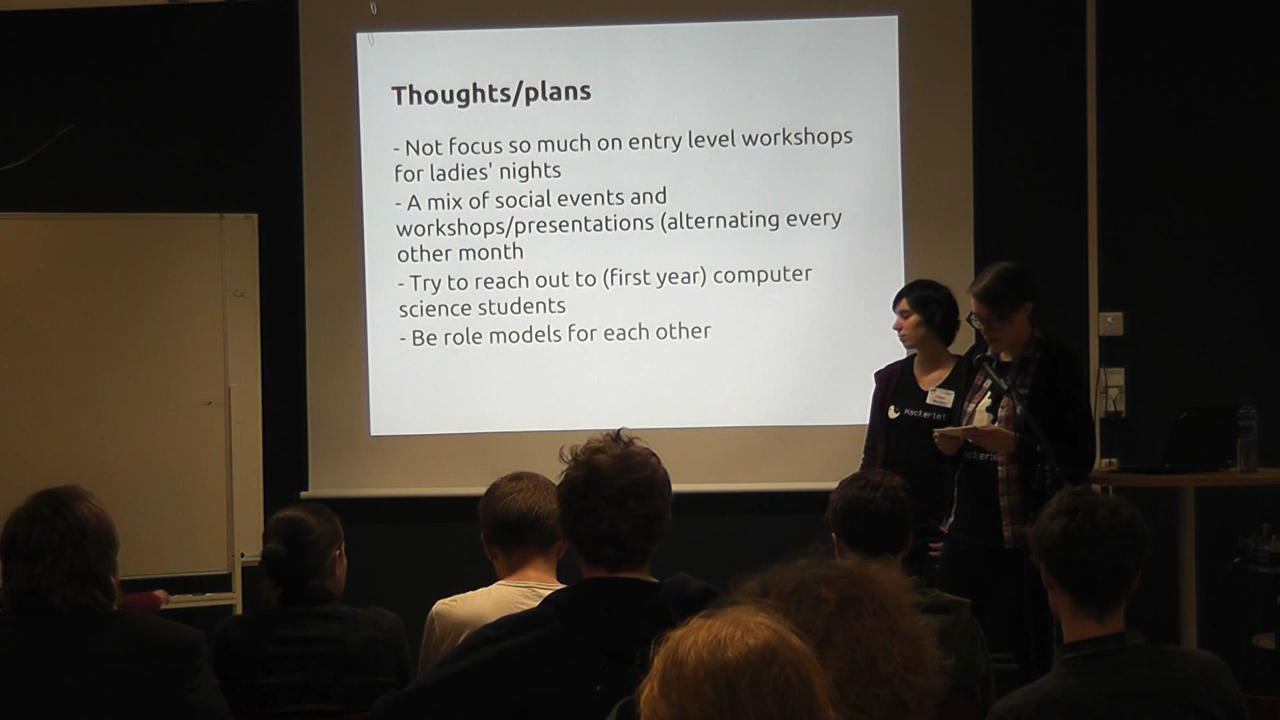 Thoughts/plans
- Not focus so much on entry level workshops
for ladies' nights
- A mix of social events and
workshops/presentations (alternating every
other month
- Try to reach out to (first year) computer
science students
- Be role models for each other
Hackeriet